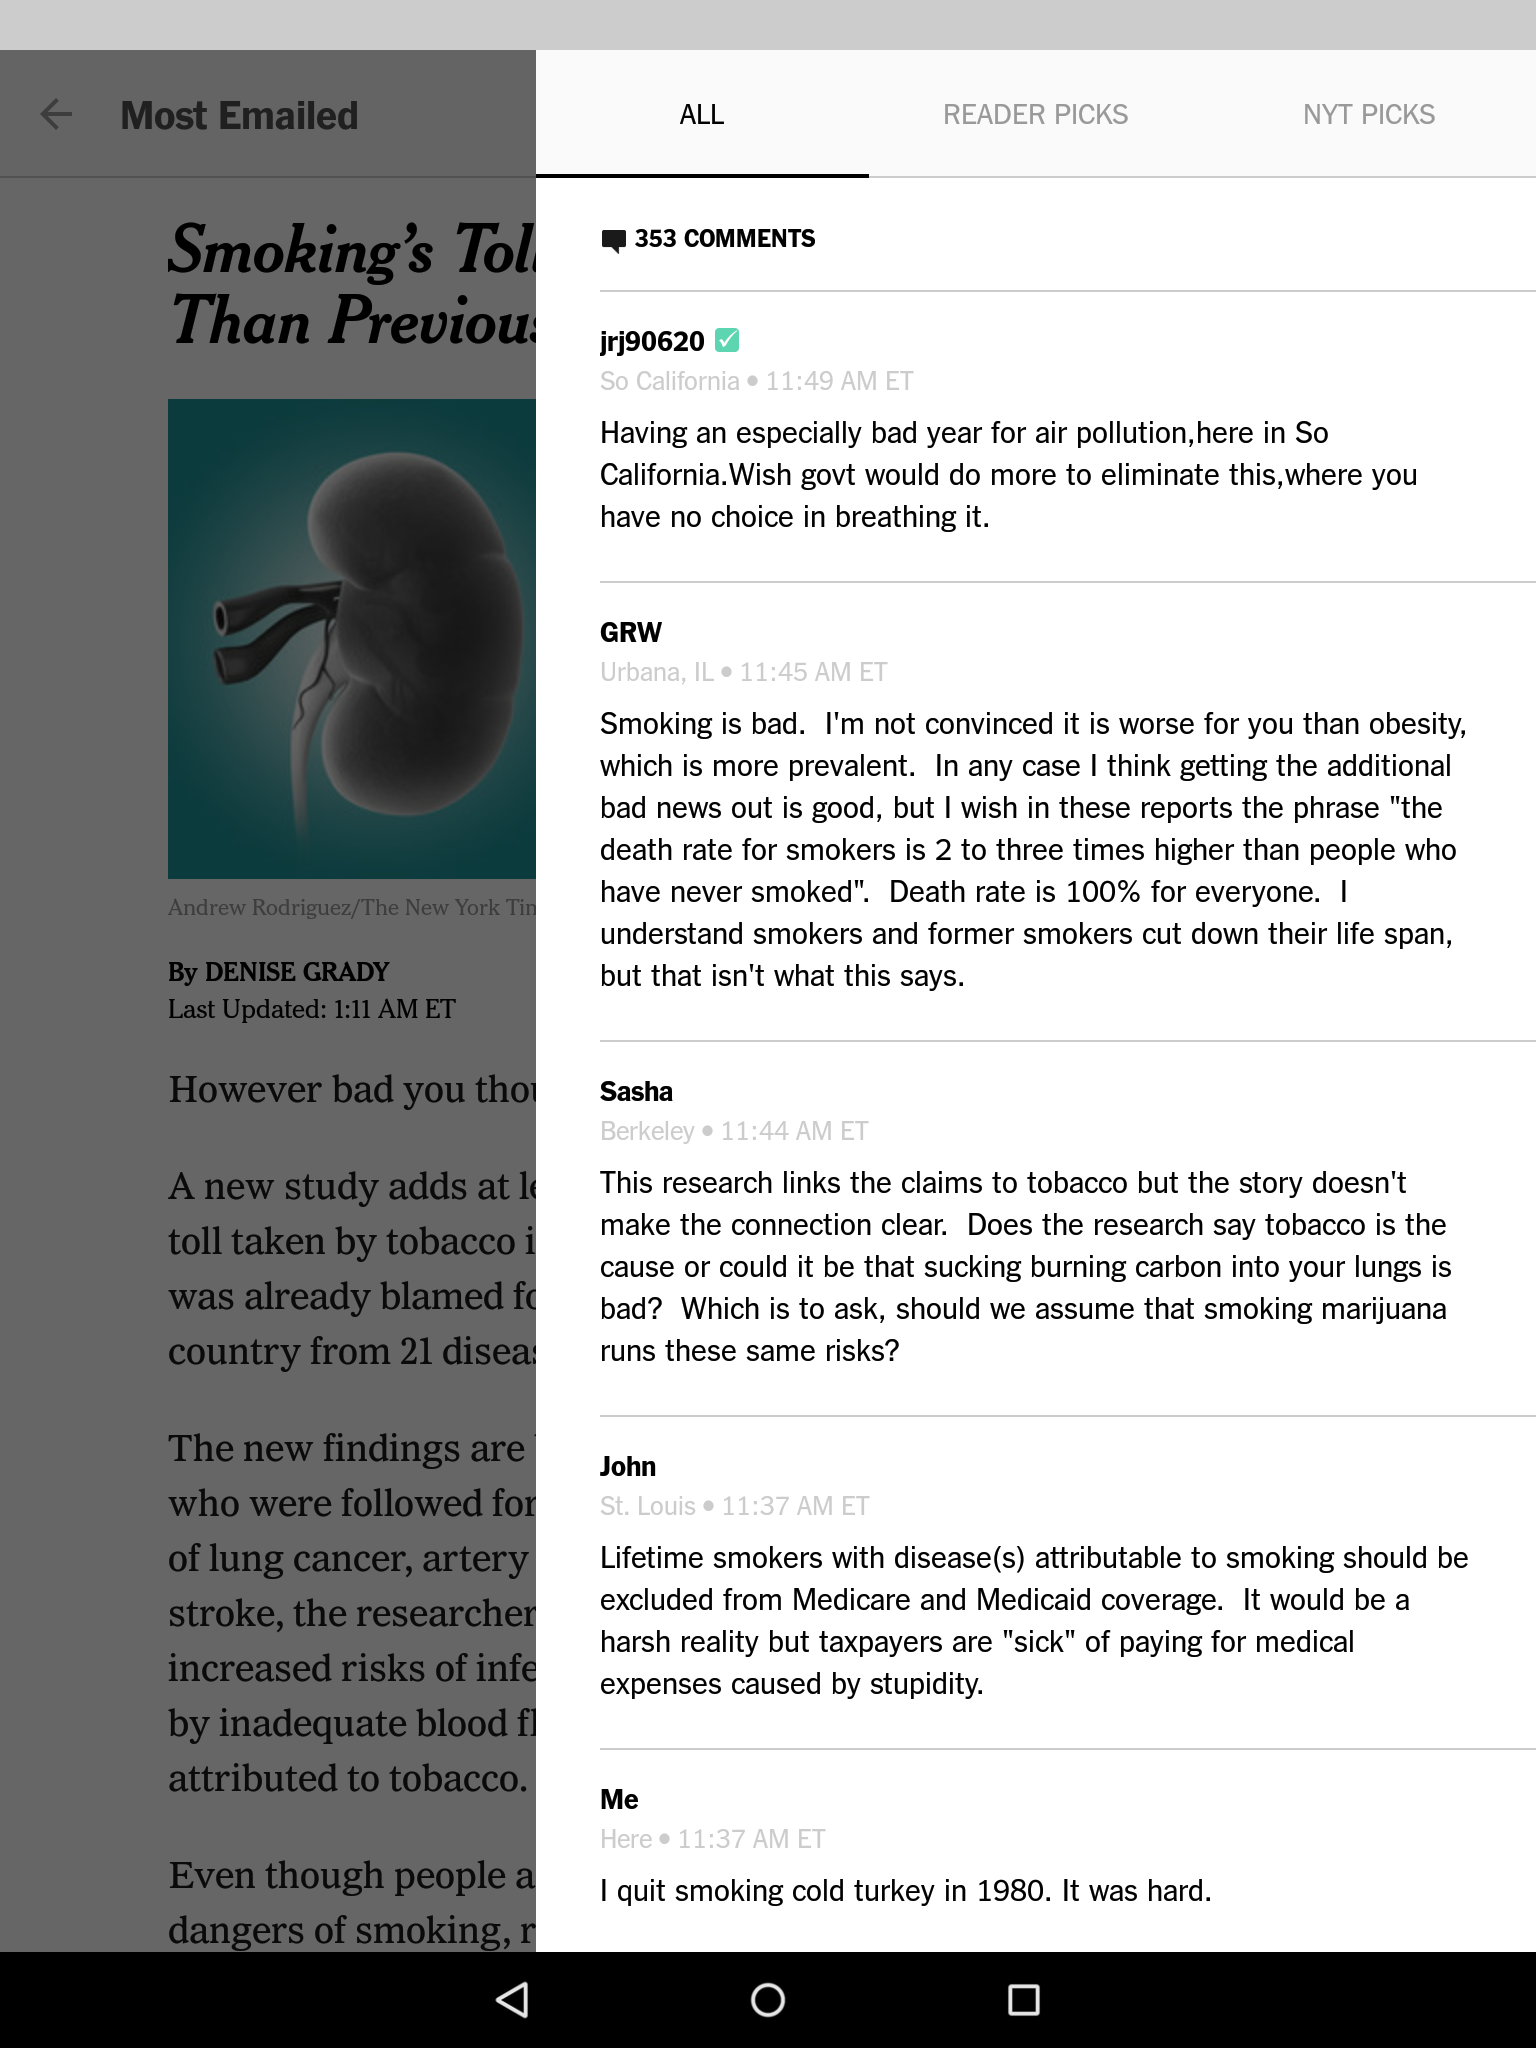 Most Emailed
Smoking's Toll
Than Previous
Andrew Rodriguez/The New York
By DENISE GRADY
Last Updated: 1:11 AM ET
However bad you
A new study adds at
toll taken by tobacco
was already blamed
country from 21
The new findings are
who were followed for
of lung cancer, artery
stroke, the
increased risks of
by inadequate blood
attributed to tobacco.
Even though people
dangers of smoking,
ALL
READER PICKS
NYT PICKS
353 COMMENTS
jrj90620
So California • 11:49 AM ET
Having an especially bad year for air pollution,here in So
California.Wish govt would do more to eliminate this,where you
have no choice in breathing it.
GRW
Urbana, IL • 11:45 AM ET
Smoking is bad.  I'm not convinced it is worse for you than obesity,
which is more prevalent.  In any case I think getting the additional
bad news out is good, but I wish in these reports the phrase "the
death rate for smokers is 2 to three times higher than people who
have never smoked".  Death rate is 100% for everyone.  I
understand smokers and former smokers cut down their life span,
but that isn't what this says.
Sasha
Berkeley • 11:44 AM ET
This research links the claims to tobacco but the story doesn't
make the connection clear.  Does the research say tobacco is the
cause or could it be that sucking burning carbon into your lungs is
bad?  Which is to ask, should we assume that smoking marijuana
runs these same risks?
John
St. Louis • 11:37 AM ET
Lifetime smokers with disease(s) attributable to smoking should be
excluded from Medicare and Medicaid coverage.  It would be a
harsh reality but taxpayers are "sick" of paying for medical
expenses caused by stupidity.
Me
Here • 11:37 AM ET
I quit smoking cold turkey in 1980. It was hard.